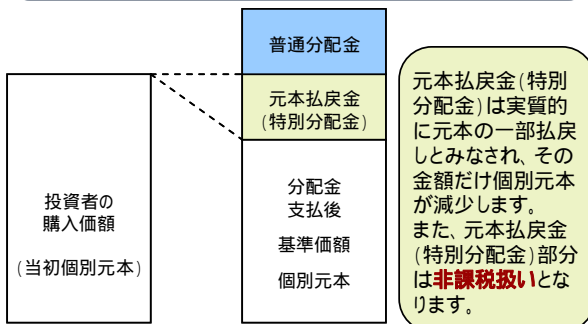 普通分配金
元本払戻金
(特別分配金)
投資者の
購入価額
(当初個別元本)
分配金
支払後
基準価額
個別元本
元本払戻金(特別
分配金)は実質的
に元本の一部払戻
しとみなされ、その
金額だけ個別元本
が減少します。
また、元本払戻金
(特別分配金)部分
は非課税扱いとな
ります。